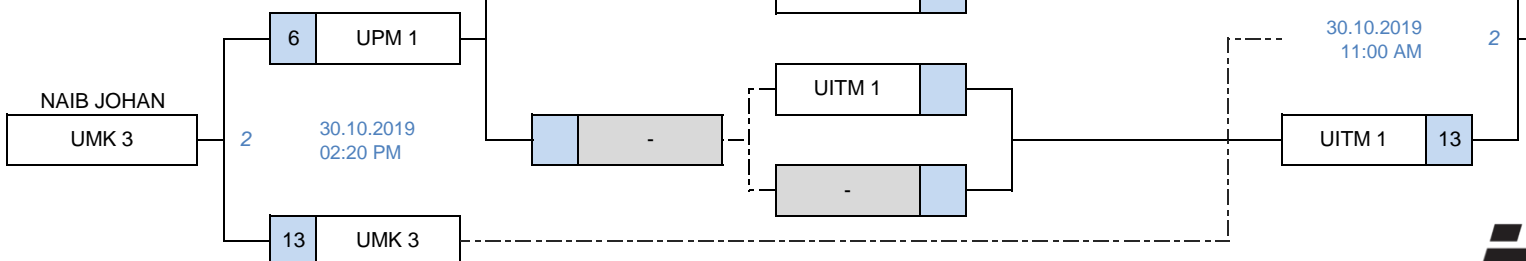 6 UPM 1
30.10.2019 2
11:00 AM
UITM 1
NAIB JOHAN
UMK 3
2
30.10.2019
02:20 PM
-
UITM 1 13
-
13 UMK 3